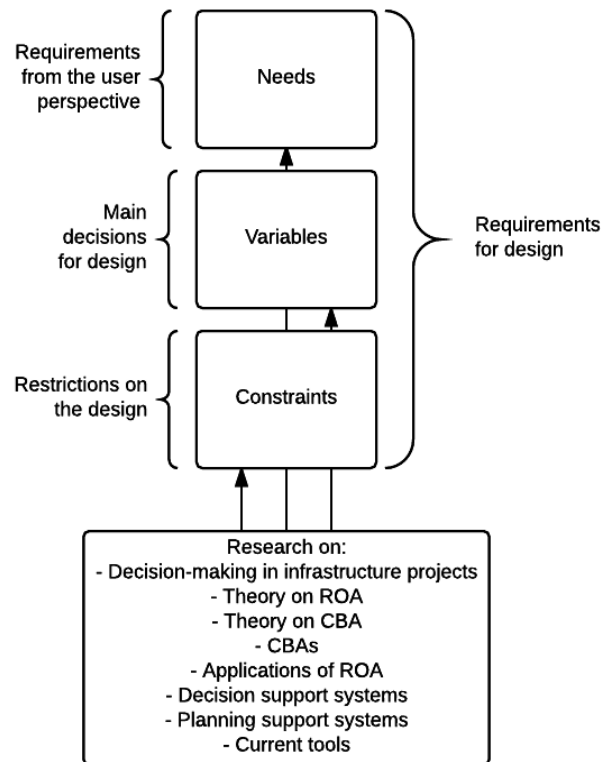 Requirements
from the user
perspective
Needs
Main
decisions
for design
Variables
Requirements
for design
Restrictions on
the design
Constraints
Research on:
- Decision-making in infrastructure projects
- Theory on ROA
- Theory on CBA
- CBAs
- Applications of ROA
- Decision support systems
- Planning support systems
- Current tools